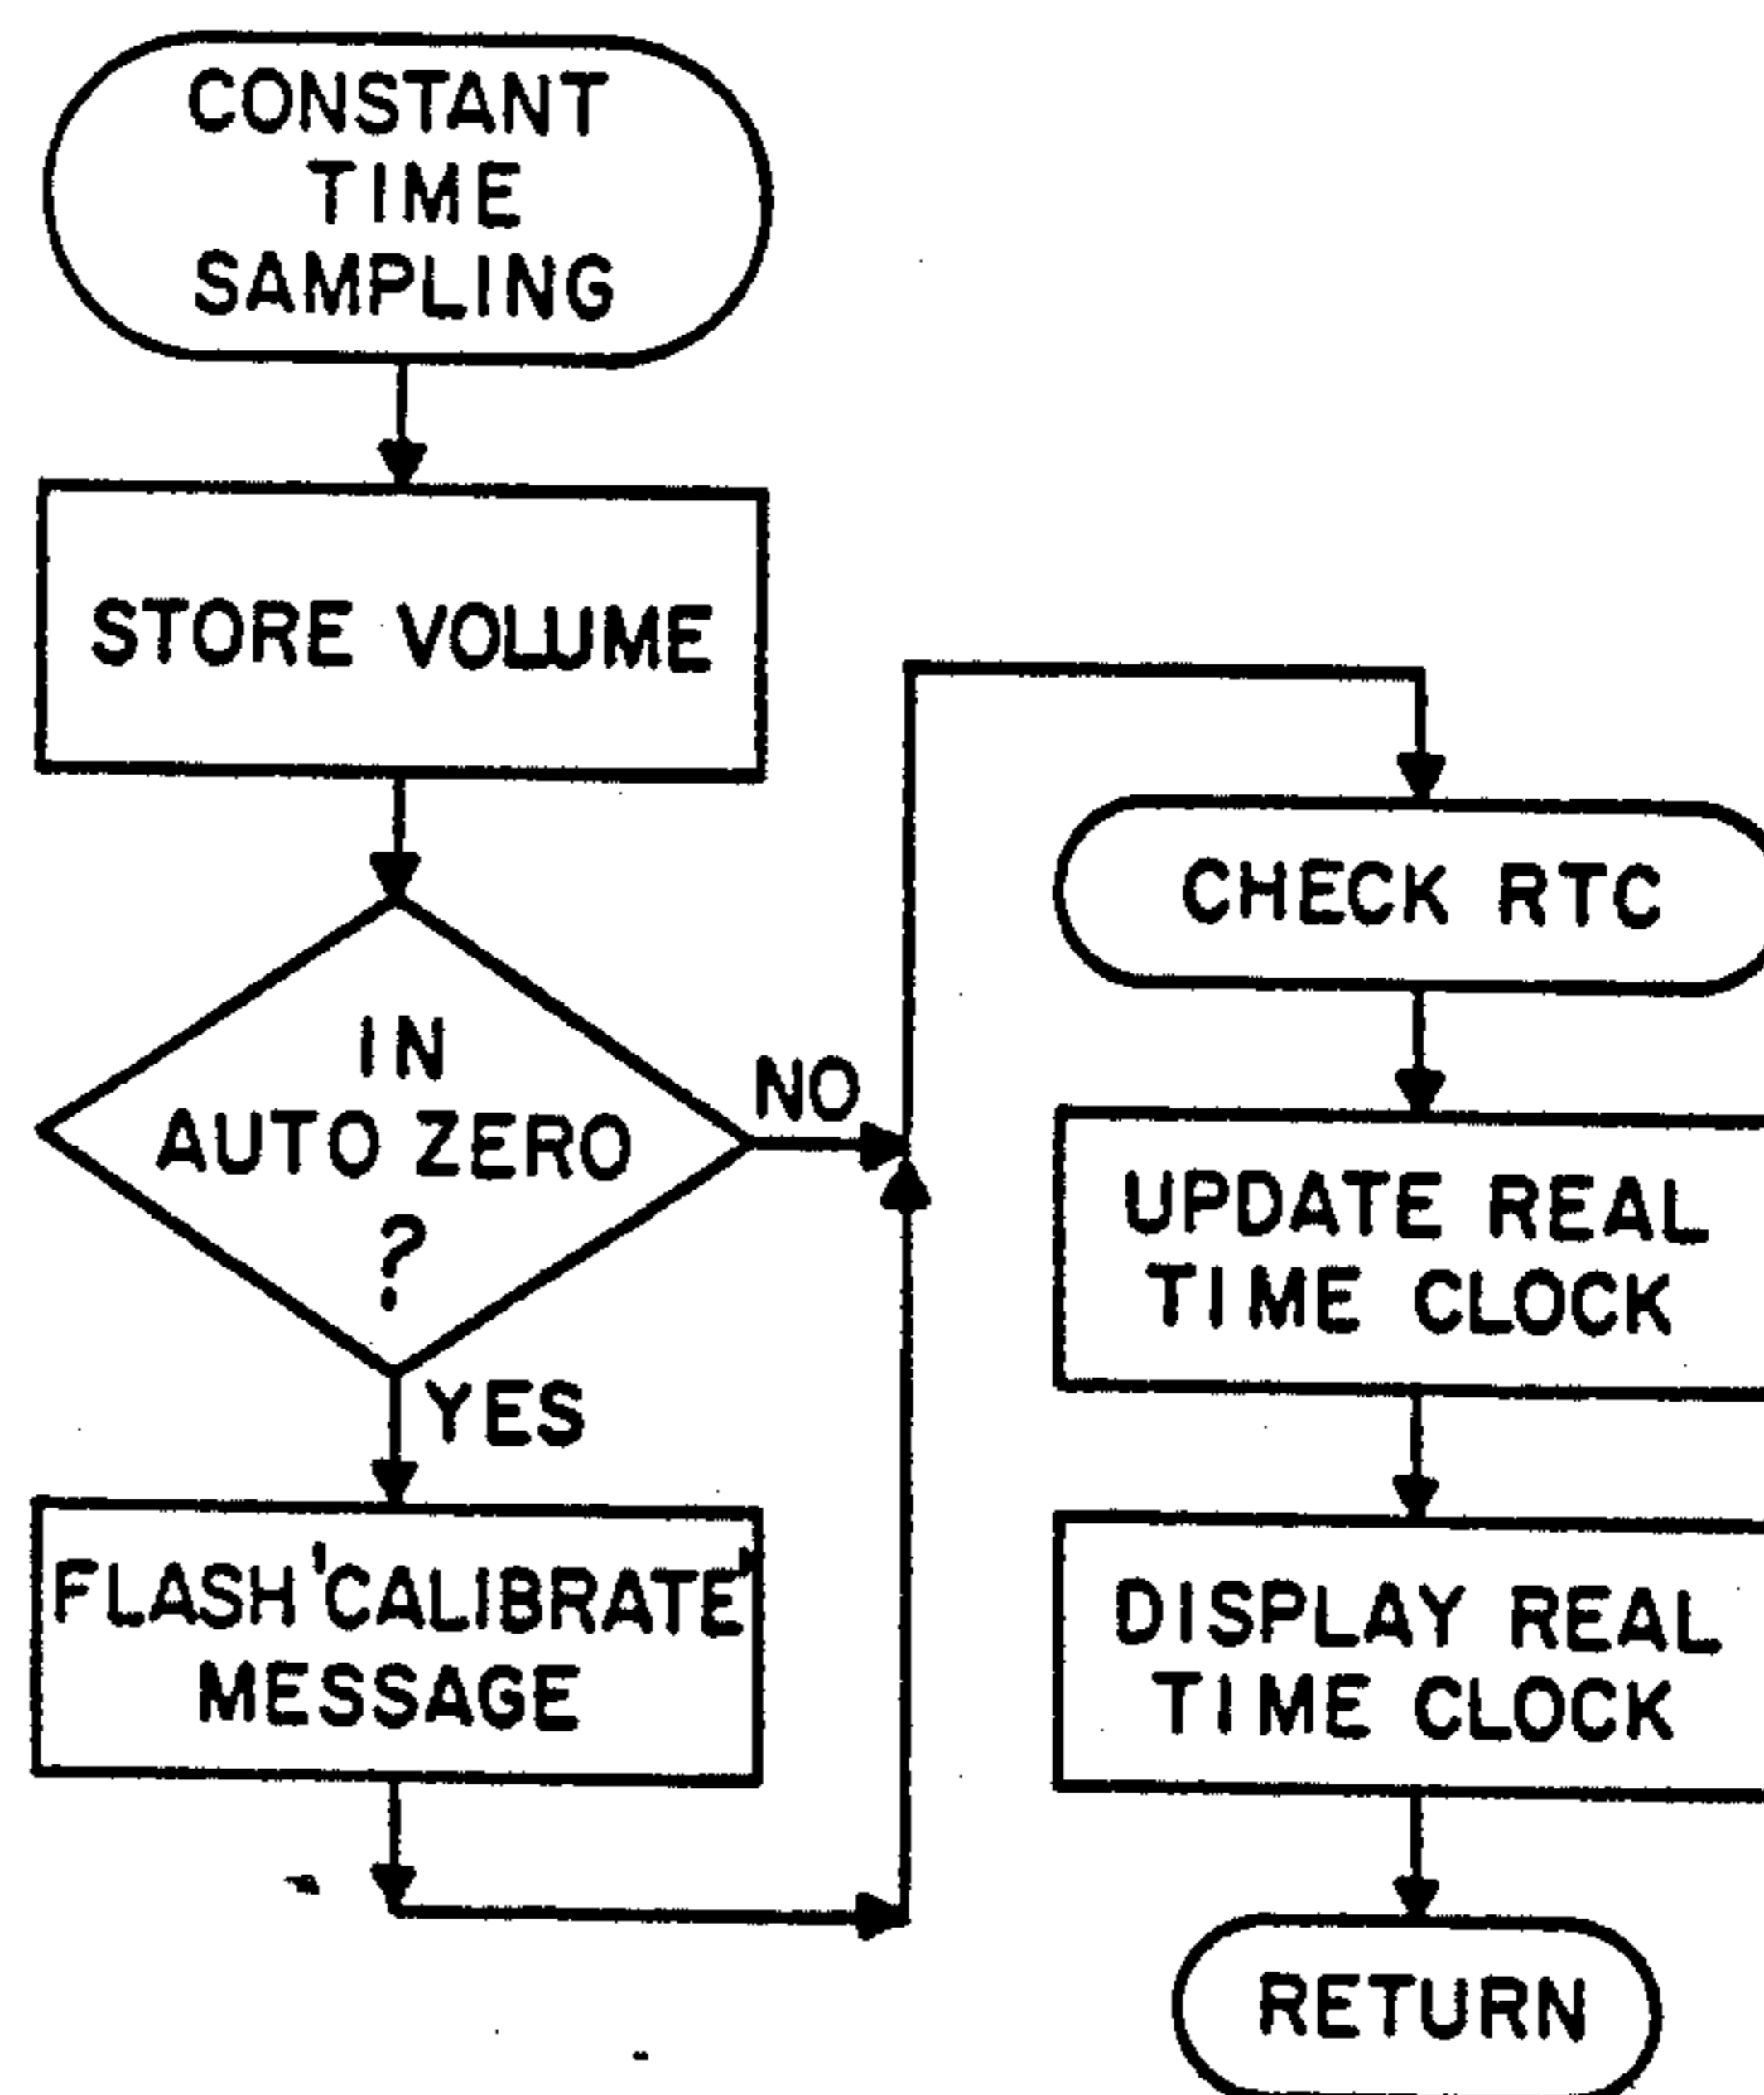 CONSTANT
TIME
SAMPLING
STORE VOLUME
IN
AUTO ZERO
?
NO
YES
FLASH 'CALIBRATE'
MESSAGE
CHECK RTC
UPDATE REAL
TIME CLOCK
DISPLAY REAL
TIME CLOCK
RETURN